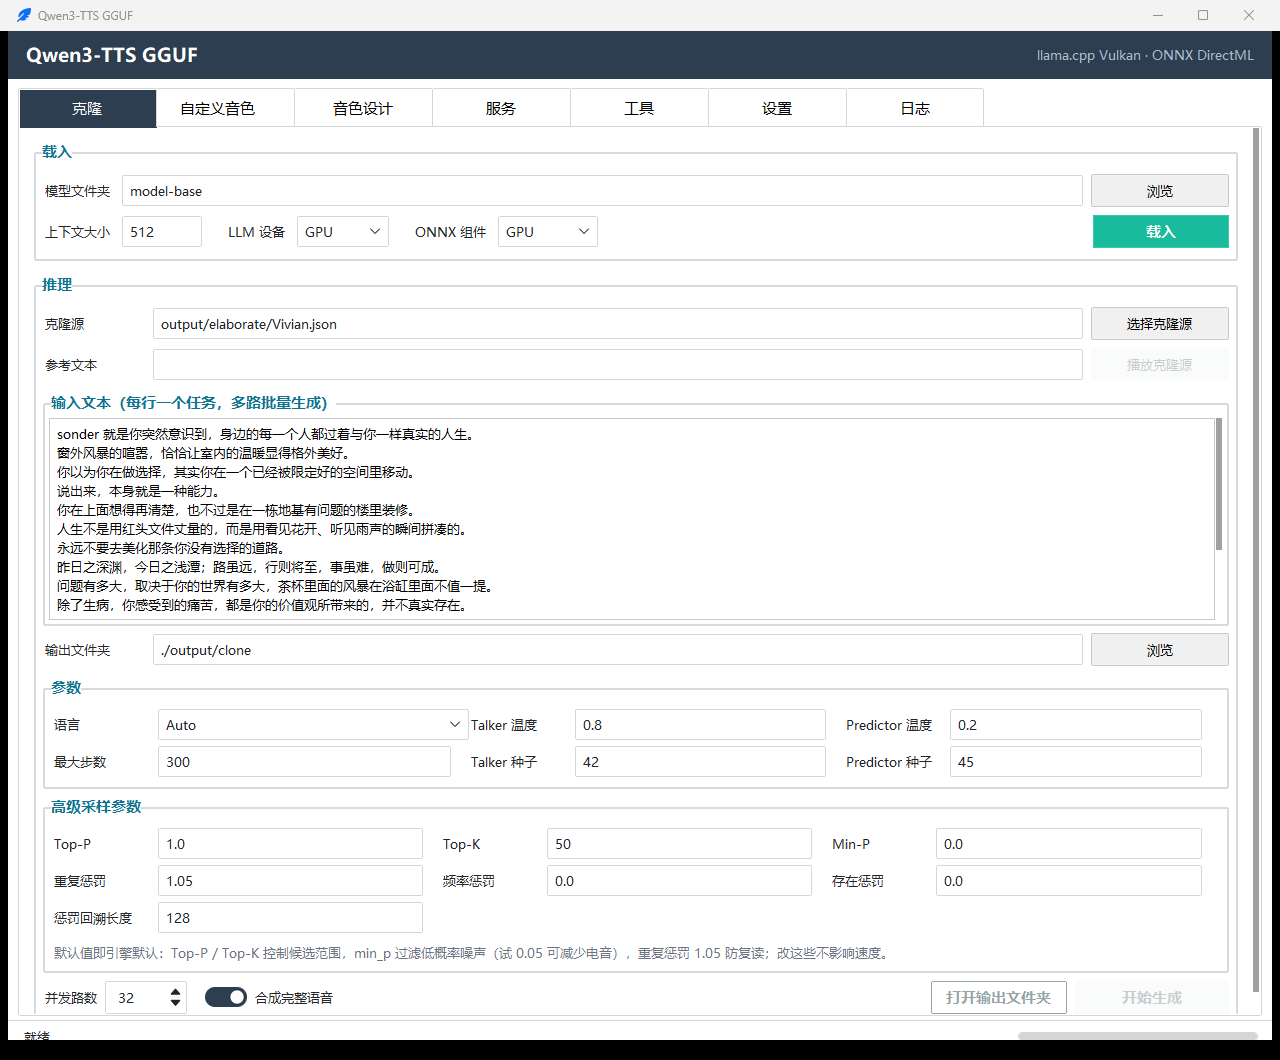 Qwen3-TTS GGUF
Qwen3-TTS GGUF
llama.cpp Vulkan · ONNX DirectML
克隆 自定义音色 音色设计 服务 工具 设置 日志
载入
模型文件夹 model-base 浏览
上下文大小 512 LLM 设备 GPU ONNX 组件 GPU 载入
推理
克隆源 output/elaborate/Vivian.json 选择克隆源
参考文本 播放克隆源
输入文本（每行一个任务，多路批量生成）
sonder 就是你突然意识到，身边的每一个人都过着与你一样真实的人生。
窗外风暴的喧嚣，恰恰让室内的温暖显得格外美好。
你以为你在做选择，其实你在一个已经被限定好的空间里移动。
说出来，本身就是一种能力。
你在上面想得再清楚，也不过是在一栋地基有问题的楼里装修。
人生不是用红头文件丈量的，而是用看见花开、听见雨声的瞬间拼凑的。
永远不要去美化那条你没有选择的道路。
昨日之深渊，今日之浅潭；路虽远，行则将至，事虽难，做则可成。
问题有多大，取决于你的世界有多大，茶杯里面的风暴在浴缸里面不值一提。
除了生病，你感受到的痛苦，都是你的价值观所带来的，并不真实存在。
输出文件夹 ./output/clone 浏览
参数
语言 Auto Talker 温度 0.8 Predictor 温度 0.2
最大步数 300 Talker 种子 42 Predictor 种子 45
高级采样参数
Top-P 1.0 Top-K 50 Min-P 0.0
重复惩罚 1.05 频率惩罚 0.0 存在惩罚 0.0
惩罚回溯长度 128
默认值即引擎默认：Top-P / Top-K 控制候选范围，min_p 过滤低概率噪声（试 0.05 可减少电音），重复惩罚 1.05 防复读；改这些不影响速度。
并发路数 32 合成完整语音 打开输出文件夹 开始生成
就绪